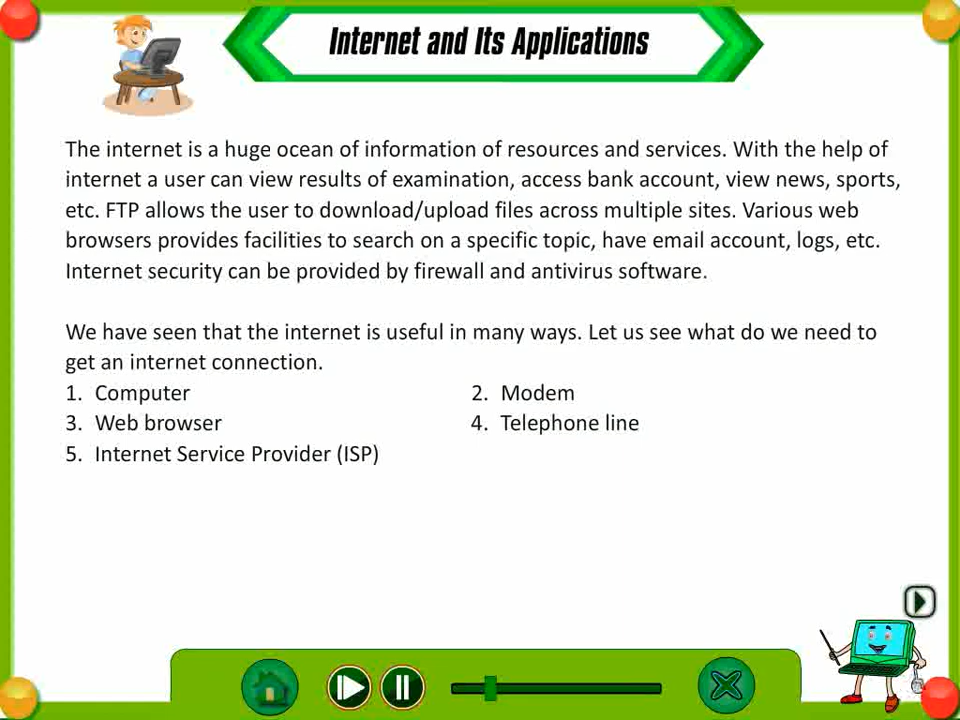 Internet and Its Applications
The internet is a huge ocean of information of resources and services. With the help of
internet a user can view results of examination, access bank account, view news, sports,
etc. FTP allows the user to download/upload files across multiple sites. Various web
browsers provides facilities to search on a specific topic, have email account, logs, etc.
Internet security can be provided by firewall and antivirus software.
We have seen that the internet is useful in many ways. Let us see what do we need to
get an internet connection.
1. Computer 2. Modem
3. Web browser 4. Telephone line
5. Internet Service Provider (ISP)